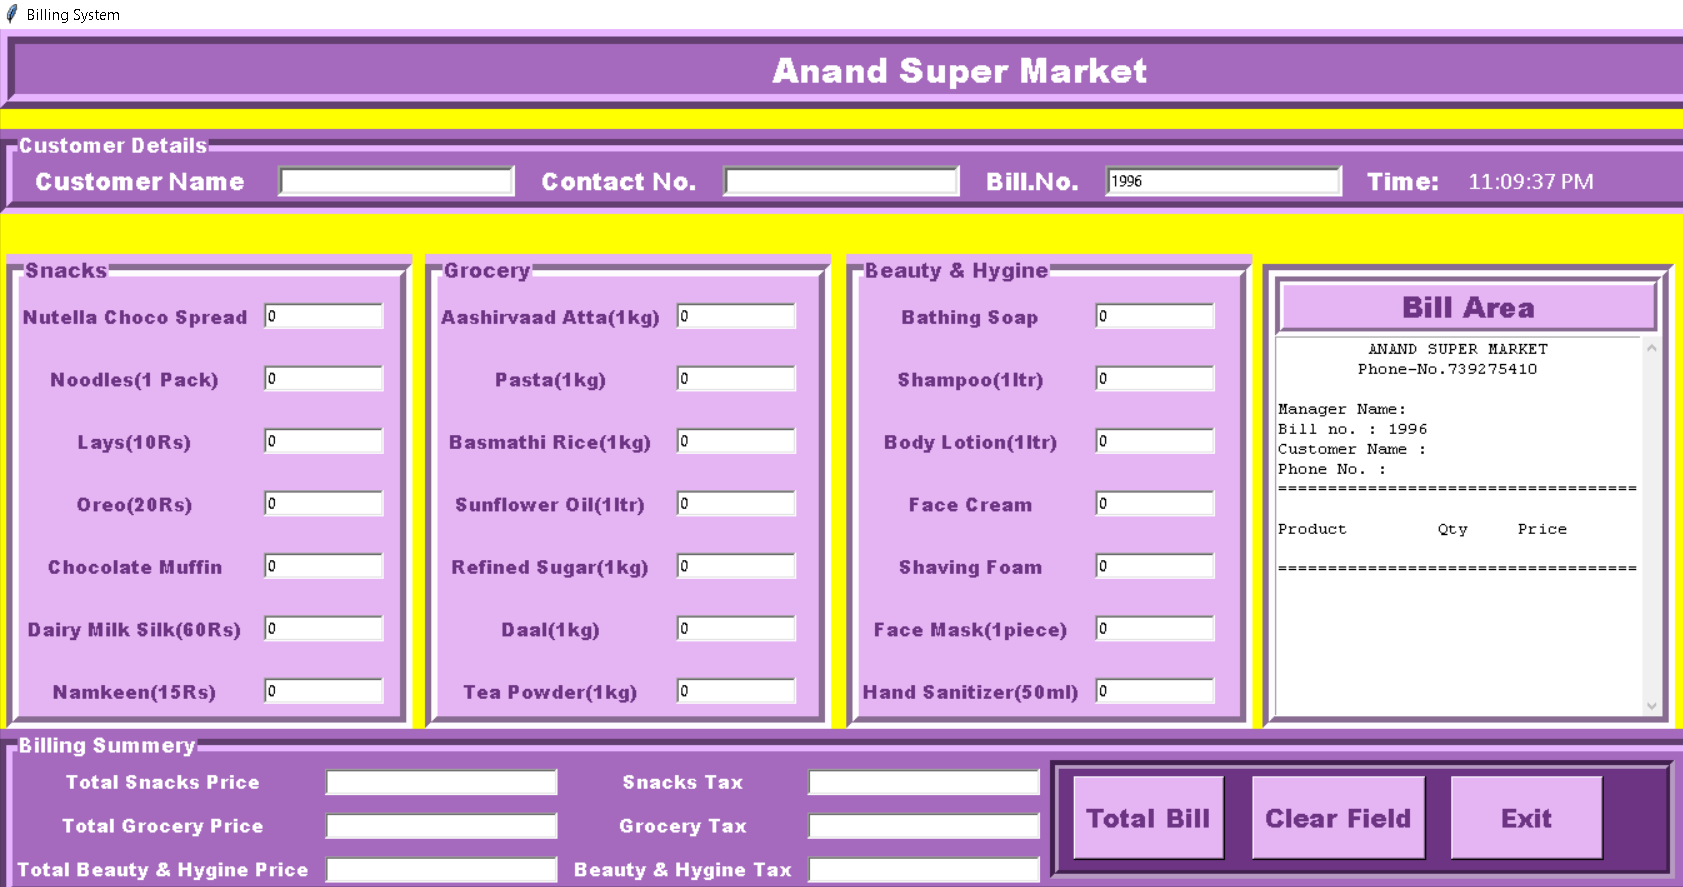 Billing System
Anand Super Market
Customer Details
Customer Name Contact No. Bill.No. 1996 Time: 11:09:37 PM
Snacks
Nutella Choco Spread 0
Noodles(1 Pack) 0
Lays(10Rs) 0
Oreo(20Rs) 0
Chocolate Muffin 0
Dairy Milk Silk(60Rs) 0
Namkeen(15Rs) 0
Grocery
Aashirvaad Atta(1kg) 0
Pasta(1kg) 0
Basmathi Rice(1kg) 0
Sunflower Oil(1ltr) 0
Refined Sugar(1kg) 0
Daal(1kg) 0
Tea Powder(1kg) 0
Beauty & Hygine
Bathing Soap 0
Shampoo(1ltr) 0
Body Lotion(1ltr) 0
Face Cream 0
Shaving Foam 0
Face Mask(1piece) 0
Hand Sanitizer(50ml) 0
Bill Area
ANAND SUPER MARKET
Phone-No.739275410
Manager Name:
Bill no. : 1996
Customer Name :
Phone No. :
====================================
Product Qty Price
====================================
Billing Summery
Total Snacks Price Snacks Tax
Total Grocery Price Grocery Tax
Total Beauty & Hygine Price Beauty & Hygine Tax
Total Bill Clear Field Exit